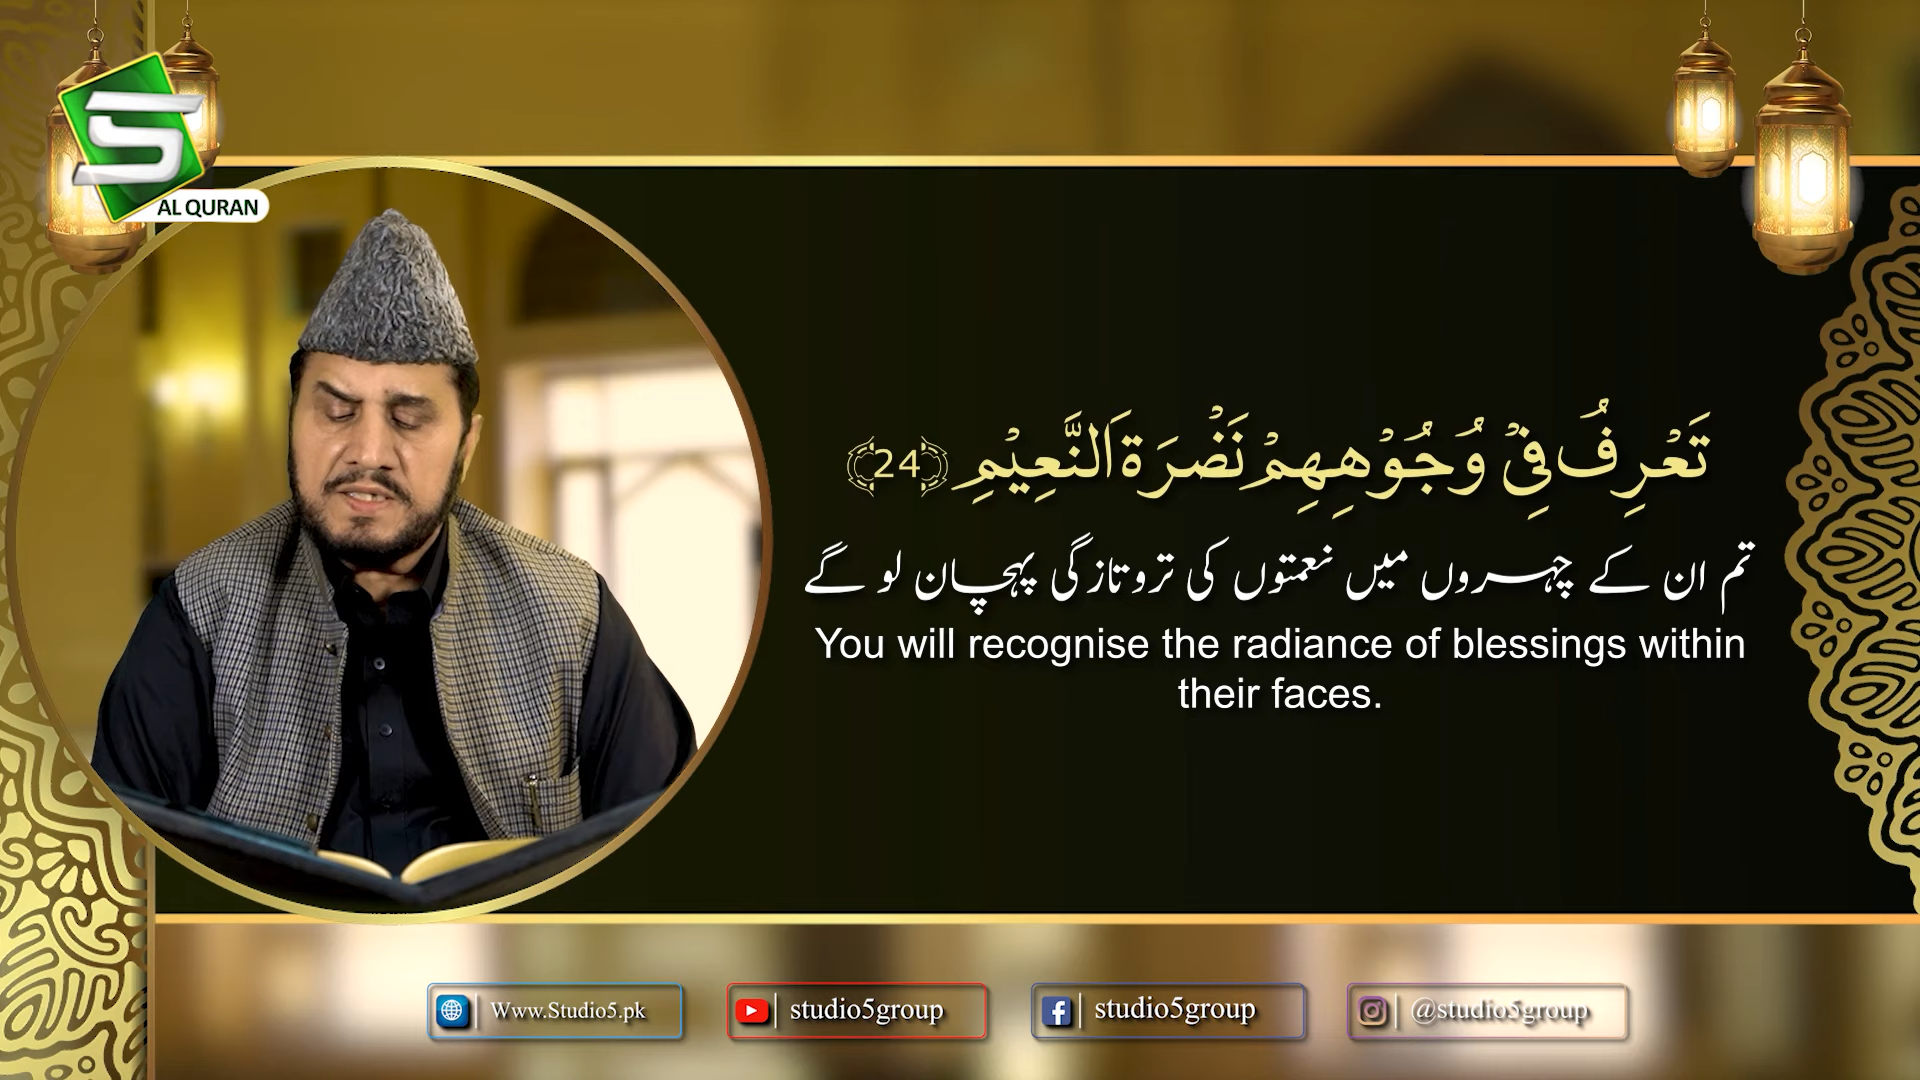 S
AL QURAN
تَعْرِفُ فِیْ وُجُوْهِهِمْ نَضْرَةَ النَّعِیْمِ ﴿24﴾
تم ان کے چہروں میں نعمتوں کی تروتازگی پہچان لو گے
You will recognise the radiance of blessings within
their faces.
Www.Studio5.pk
studio5group
studio5group
@studio5group